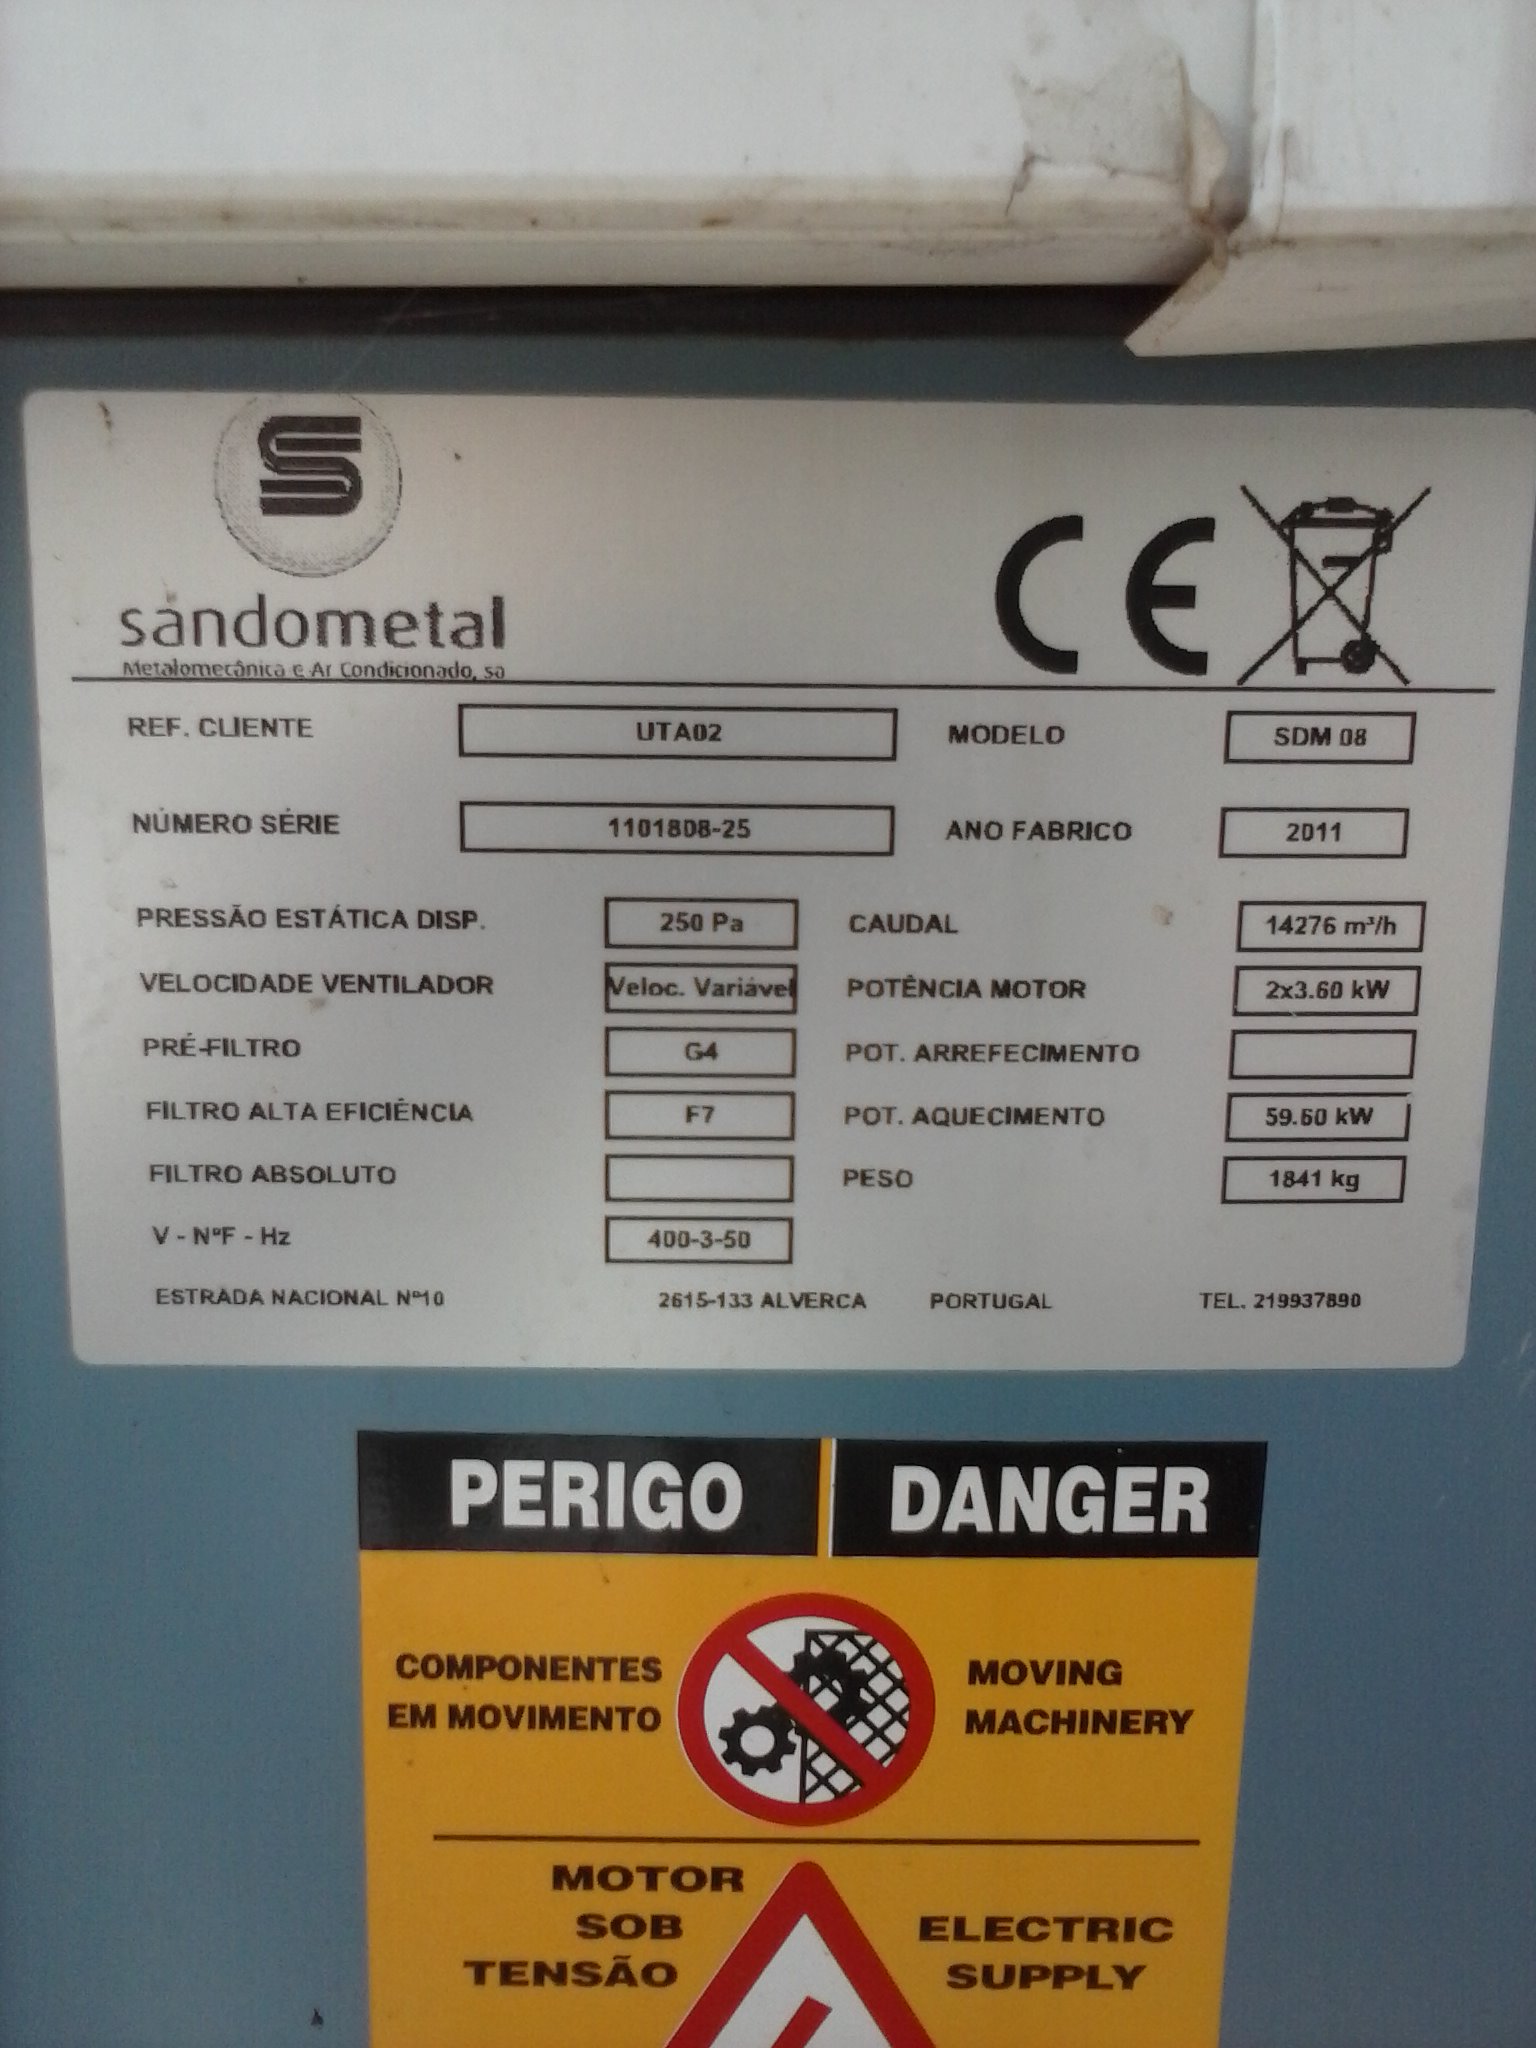 S
sandometal
Metalomecânica e Ar Condicionado, sa
CE
REF. CLIENTE UTA02 MODELO SDM 08
NÚMERO SÉRIE 1101808-25 ANO FABRICO 2011
PRESSÃO ESTÁTICA DISP. 250 Pa CAUDAL 14276 m³/h
VELOCIDADE VENTILADOR Veloc. Variável POTÊNCIA MOTOR 2x3.60 kW
PRÉ-FILTRO G4 POT. ARREFECIMENTO
FILTRO ALTA EFICIÊNCIA F7 POT. AQUECIMENTO 59.60 kW
FILTRO ABSOLUTO PESO 1841 kg
V - NºF - Hz 400-3-50
ESTRADA NACIONAL Nº10 2615-133 ALVERCA PORTUGAL TEL. 219937890
PERIGO DANGER
COMPONENTES
EM MOVIMENTO
MOVING
MACHINERY
MOTOR
SOB
TENSÃO
ELECTRIC
SUPPLY